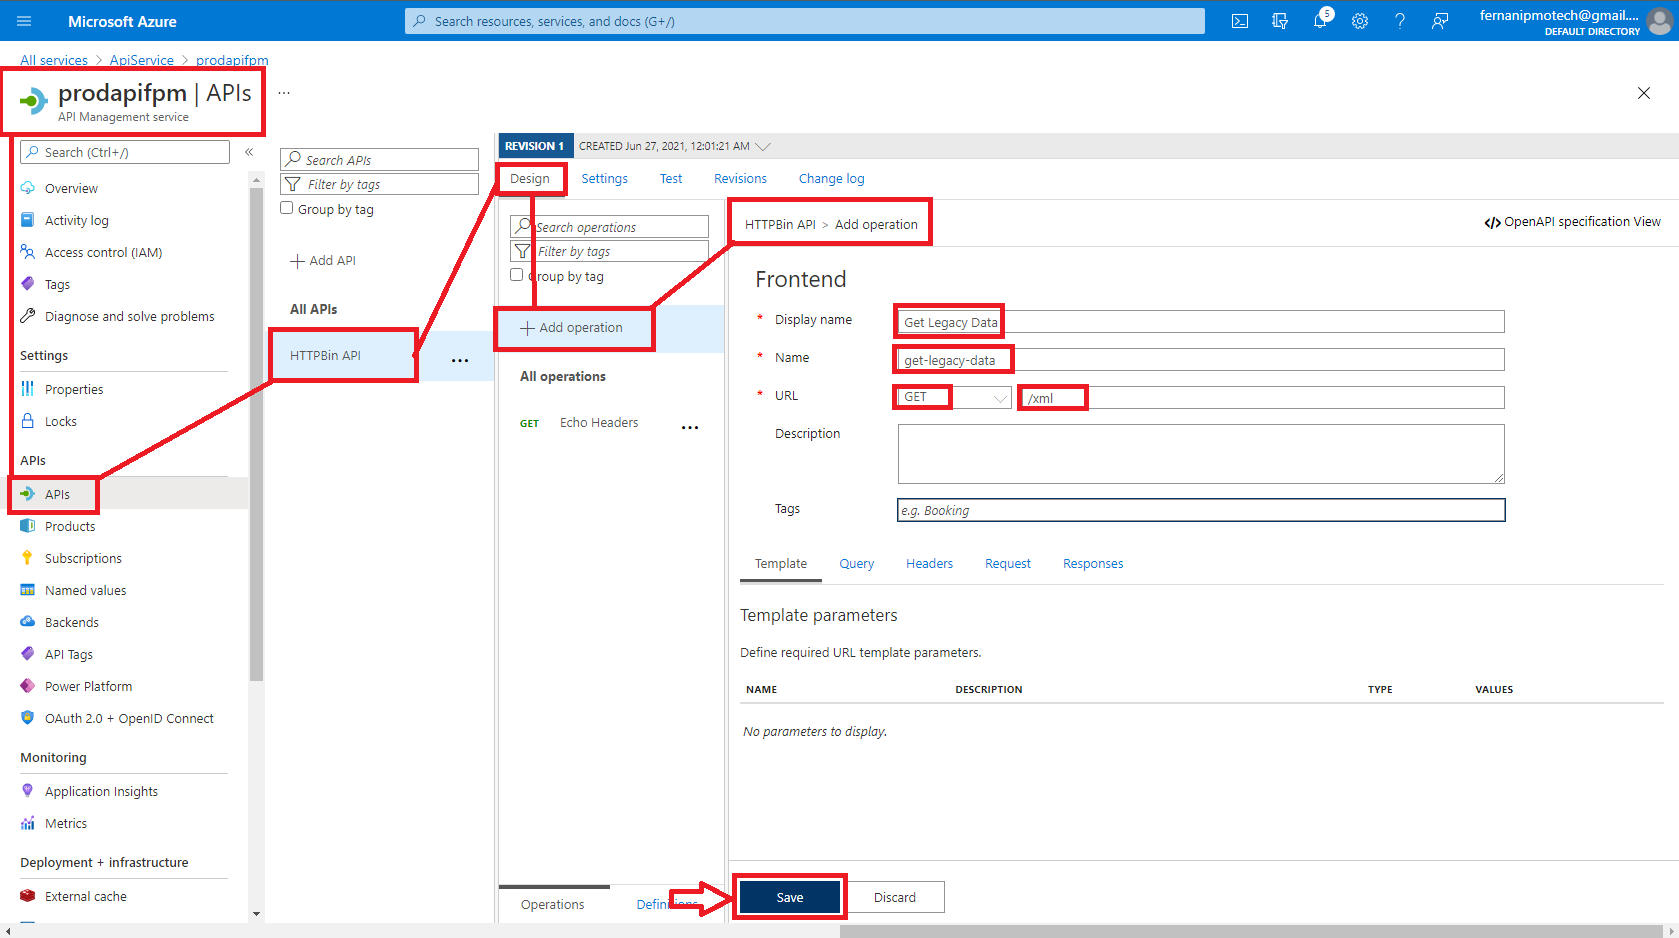 Microsoft Azure
Search resources, services, and docs (G+/)
5
fernanipmotech@gmail....
DEFAULT DIRECTORY
All services > ApiService > prodapifpm
prodapifpm | APIs ...
API Management service
Search (Ctrl+/) «
Overview
Activity log
Access control (IAM)
Tags
Diagnose and solve problems
Settings
Properties
Locks
APIs
APIs
Products
Subscriptions
Named values
Backends
API Tags
Power Platform
OAuth 2.0 + OpenID Connect
Monitoring
Application Insights
Metrics
Deployment + infrastructure
External cache
Search APIs
Filter by tags
Group by tag
+ Add API
All APIs
HTTPBin API ...
REVISION 1 CREATED Jun 27, 2021, 12:01:21 AM
Design Settings Test Revisions Change log
Search operations
Filter by tags
Group by tag
+ Add operation
All operations
GET Echo Headers ...
Operations Definitions
HTTPBin API > Add operation
</> OpenAPI specification View
Frontend
* Display name Get Legacy Data
* Name get-legacy-data
* URL GET /xml
Description
Tags e.g. Booking
Template Query Headers Request Responses
Template parameters
Define required URL template parameters.
NAME DESCRIPTION TYPE VALUES
No parameters to display.
Save Discard